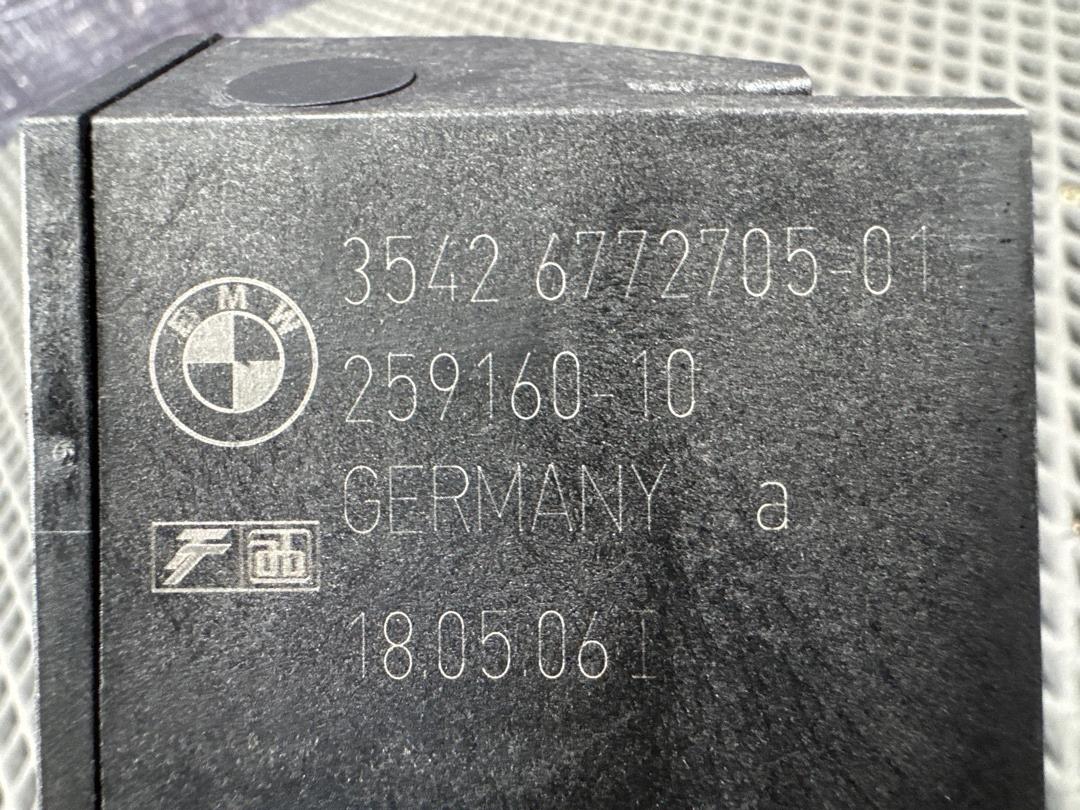 3542 6772705-01
BMW
259160-10
GERMANY a
18.05.06 I